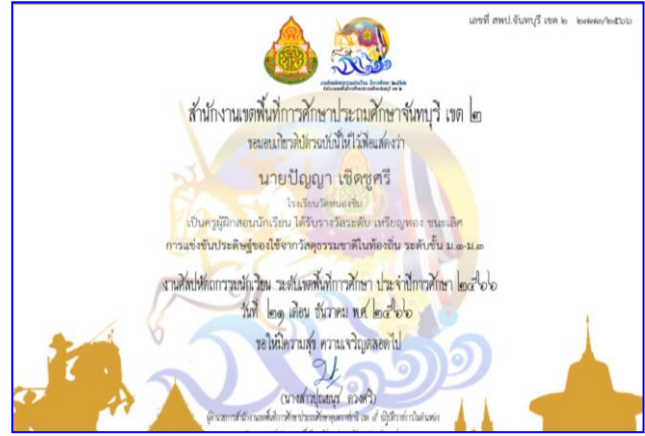 เลขที่ สพป.จันทบุรี เขต ๒
สำนักงานเขตพื้นที่การศึกษาประถมศึกษาจันทบุรี เขต ๒
ขอมอบเกียรติบัตรฉบับนี้ให้ไว้เพื่อแสดงว่า
นายปัญญา เชิดชูศรี
โรงเรียนวัดหนองชิ่ม
เป็นครูผู้ฝึกสอนนักเรียน ได้รับรางวัลระดับ เหรียญทอง ชนะเลิศ
การแข่งขันประดิษฐ์ของใช้จากวัสดุธรรมชาติในท้องถิ่น ระดับชั้น ม.๑-ม.๓
งานศิลปหัตถกรรมนักเรียน ระดับเขตพื้นที่การศึกษา ประจำปีการศึกษา ๒๕๖๖
วันที่ ๒๑ เดือน ธันวาคม พ.ศ. ๒๕๖๖
ขอให้มีความสุข ความเจริญตลอดไป